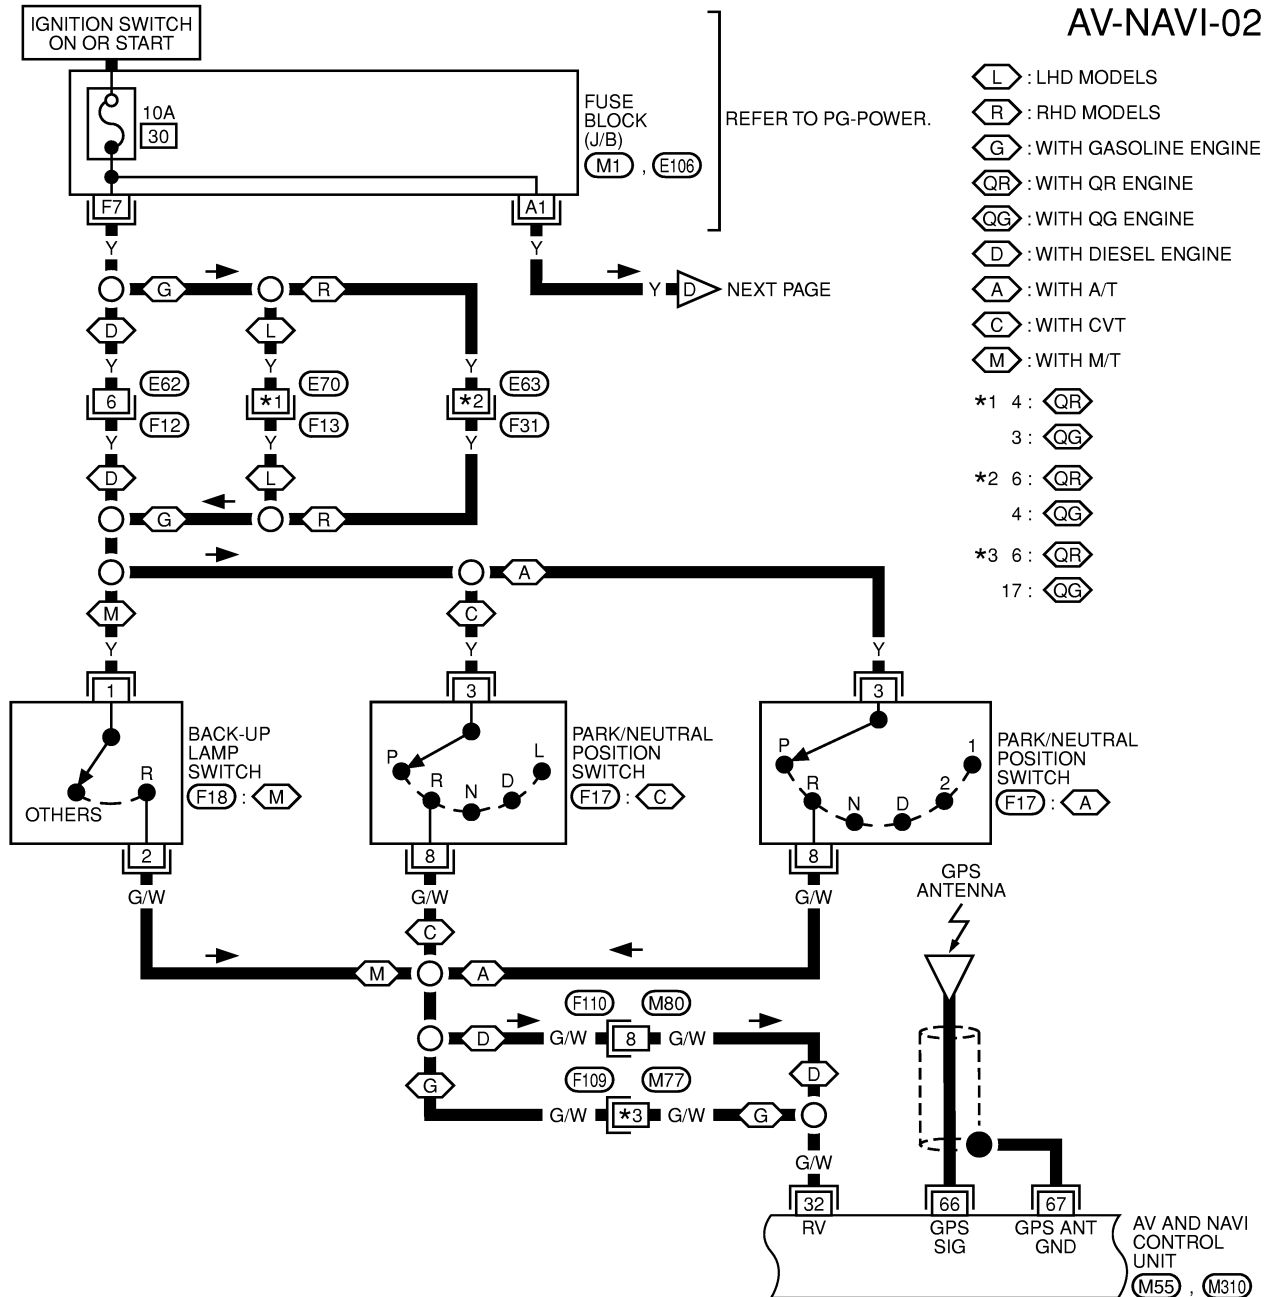 AV-NAVI-02
IGNITION SWITCH
ON OR START
10A
30
FUSE
BLOCK
(J/B)
M1 , E106
REFER TO PG-POWER.
F7
A1
Y
Y
Y D NEXT PAGE
L : LHD MODELS
R : RHD MODELS
G : WITH GASOLINE ENGINE
QR : WITH QR ENGINE
QG : WITH QG ENGINE
D : WITH DIESEL ENGINE
A : WITH A/T
C : WITH CVT
M : WITH M/T
*1 4 : QR
3 : QG
*2 6 : QR
4 : QG
*3 6 : QR
17 : QG
G
R
D
L
Y
Y
Y
E62
E70
E63
6
*1
*2
F12
F13
F31
Y
Y
Y
D
L
G
R
A
M
C
Y
Y
Y
1
3
3
OTHERS
R
BACK-UP
LAMP
SWITCH
F18 : M
P
R
N
D
L
PARK/NEUTRAL
POSITION
SWITCH
F17 : C
P
R
N
D
2
1
PARK/NEUTRAL
POSITION
SWITCH
F17 : A
2
8
8
G/W
G/W
G/W
C
M
A
GPS
ANTENNA
F110
M80
D
G/W
8
G/W
D
G
F109
M77
G/W
*3
G/W
G
G/W
32
66
67
RV
GPS
SIG
GPS ANT
GND
AV AND NAVI
CONTROL
UNIT
M55 , M310